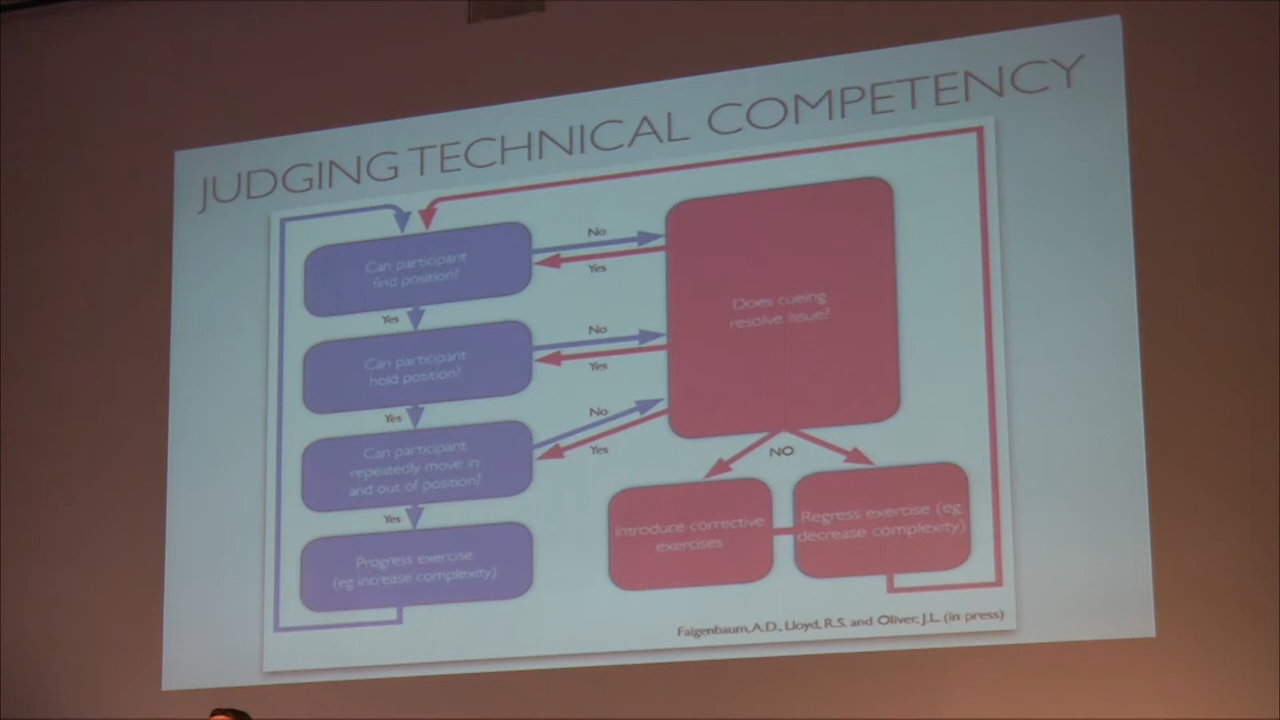 JUDGING TECHNICAL COMPETENCY
Can participant
find position?
No
Yes
Does cueing
resolve issue?
Yes
Can participant
hold position?
No
Yes
Yes
Can participant
repeatedly move in
and out of position?
No
Yes
NO
Yes
Progress exercise
(eg increase complexity)
Introduce corrective
exercises
Regress exercise (eg
decrease complexity)
Faigenbaum, A.D., Lloyd, R.S. and Oliver, J.L. (in press)